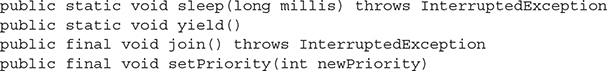 public static void sleep(long millis) throws InterruptedException
public static void yield()
public final void join() throws InterruptedException
public final void setPriority(int newPriority)